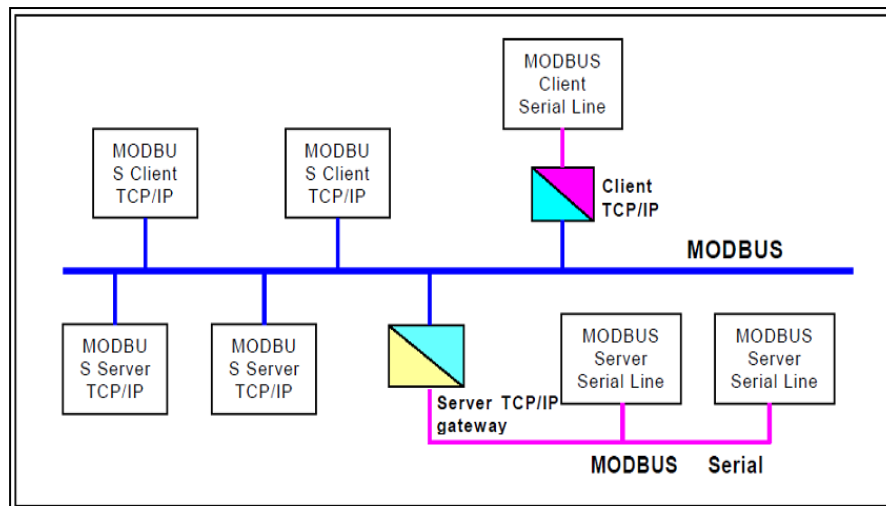 MODBUS
Client
Serial Line
MODBU
S Client
TCP/IP
MODBU
S Client
TCP/IP
Client
TCP/IP
MODBUS
MODBU
S Server
TCP/IP
MODBU
S Server
TCP/IP
MODBUS
Server
Serial Line
MODBUS
Server
Serial Line
Server TCP/IP
gateway
MODBUS Serial